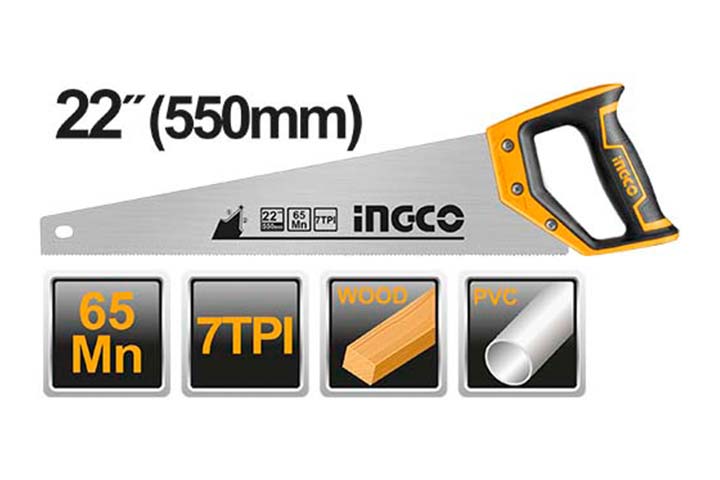 22″(550mm)
iNGCO
22″
550mm
65
Mn
7TPI
iNGCO
65
Mn
7TPI
WOOD
PVC